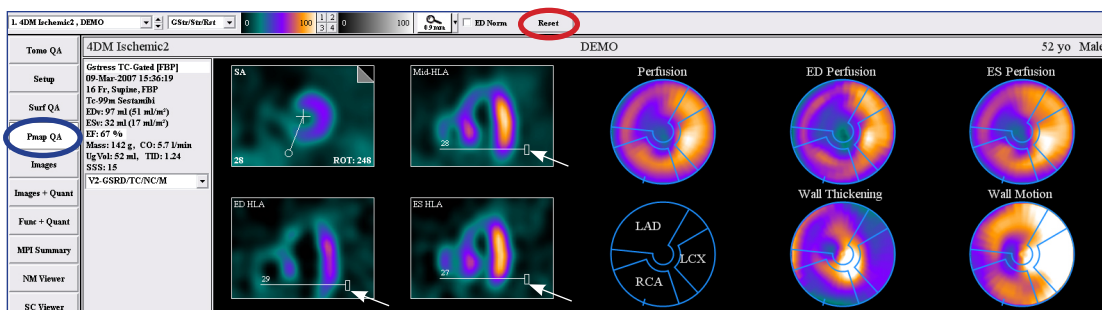 1. 4DM Ischemic2 , DEMO GStr/Str/Rst 0 100 1 2 0 100 0.9 mm ED Norm Reset
3 4
Tomo QA 4DM Ischemic2 DEMO 52 yo Male
Setup
Surf QA
Pmap QA
Images
Images + Quant
Func + Quant
MPI Summary
NM Viewer
SC Viewer
Gstress TC-Gated [FBP]
09-Mar-2007 15:36:19
16 Fr, Supine, FBP
Tc-99m Sestamibi
EDv: 97 ml (51 ml/m²)
ESv: 32 ml (17 ml/m²)
EF: 67 %
Mass: 142 g, CO: 5.7 l/min
UgVol: 52 ml, TID: 1.24
SSS: 15
V2-GSRD/TC/NC/M
SA
28 ROT: 248
Mid-HLA
28
ED HLA
29
ES HLA
27
Perfusion ED Perfusion ES Perfusion
Wall Thickening Wall Motion
LAD
LCX
RCA